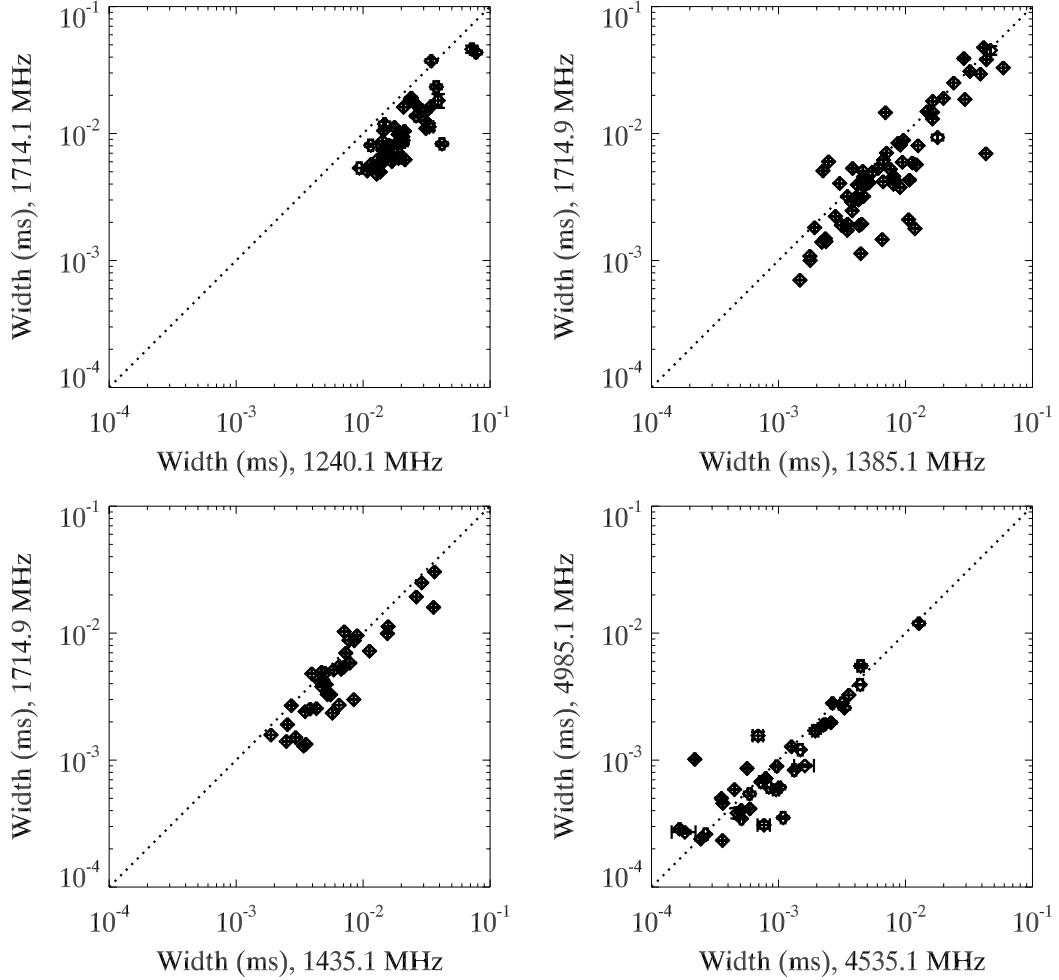 10^-1
10^-2
10^-3
10^-4
Width (ms), 1714.1 MHz
10^-4 10^-3 10^-2 10^-1
Width (ms), 1240.1 MHz
10^-1
10^-2
10^-3
10^-4
Width (ms), 1714.9 MHz
10^-4 10^-3 10^-2 10^-1
Width (ms), 1385.1 MHz
10^-1
10^-2
10^-3
10^-4
Width (ms), 1714.9 MHz
10^-4 10^-3 10^-2 10^-1
Width (ms), 1435.1 MHz
10^-1
10^-2
10^-3
10^-4
Width (ms), 4985.1 MHz
10^-4 10^-3 10^-2 10^-1
Width (ms), 4535.1 MHz